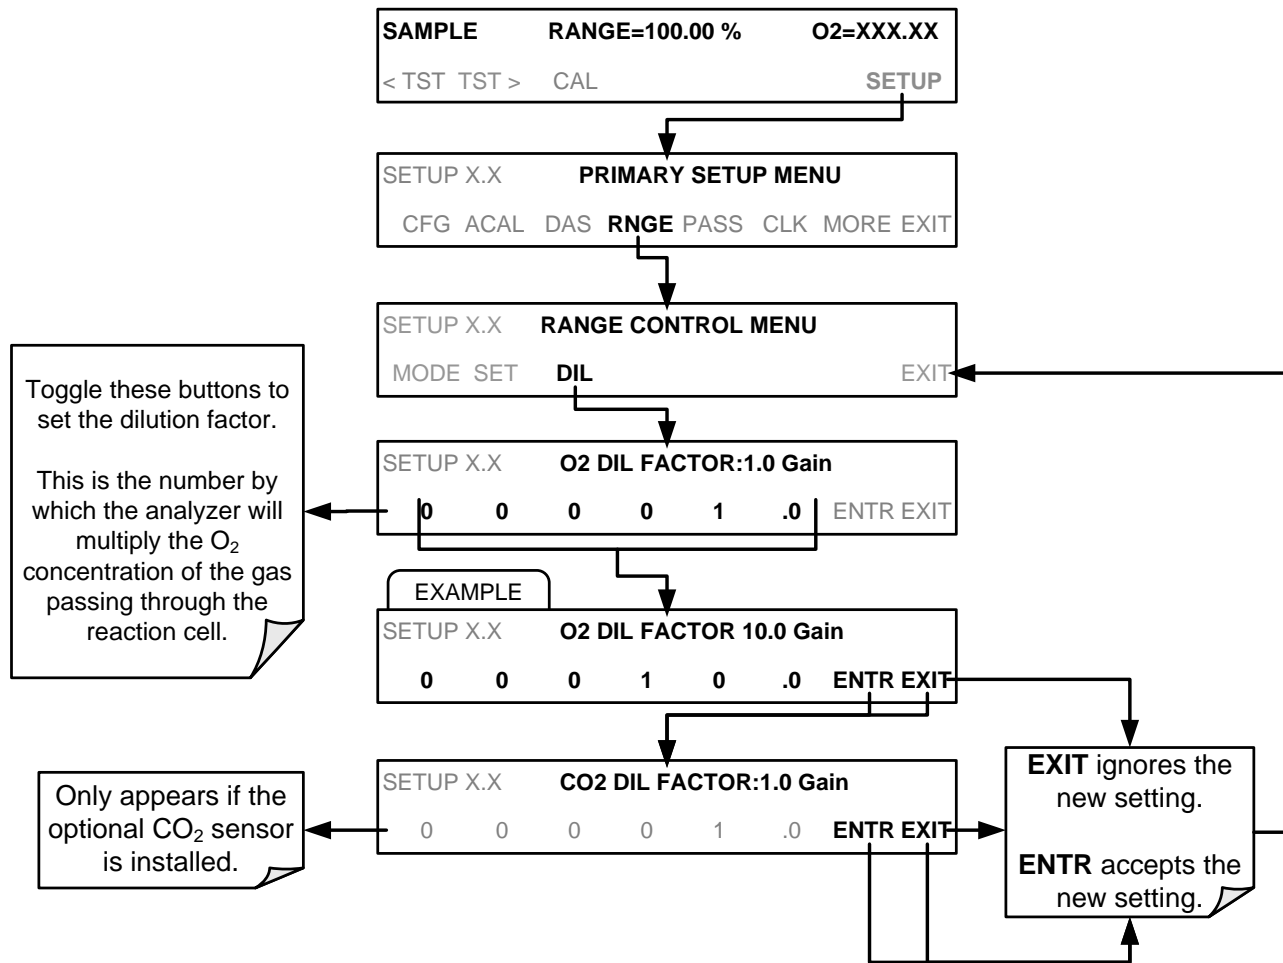 SAMPLE RANGE=100.00 % O2=XXX.XX
< TST TST > CAL SETUP
SETUP X.X PRIMARY SETUP MENU
CFG ACAL DAS RNGE PASS CLK MORE EXIT
SETUP X.X RANGE CONTROL MENU
MODE SET DIL EXIT
Toggle these buttons to
set the dilution factor.
This is the number by
which the analyzer will
multiply the O2
concentration of the gas
passing through the
reaction cell.
SETUP X.X O2 DIL FACTOR:1.0 Gain
0 0 0 0 1 .0 ENTR EXIT
EXAMPLE
SETUP X.X O2 DIL FACTOR 10.0 Gain
0 0 0 1 0 .0 ENTR EXIT
SETUP X.X CO2 DIL FACTOR:1.0 Gain
0 0 0 0 1 .0 ENTR EXIT
Only appears if the
optional CO2 sensor
is installed.
EXIT ignores the
new setting.
ENTR accepts the
new setting.